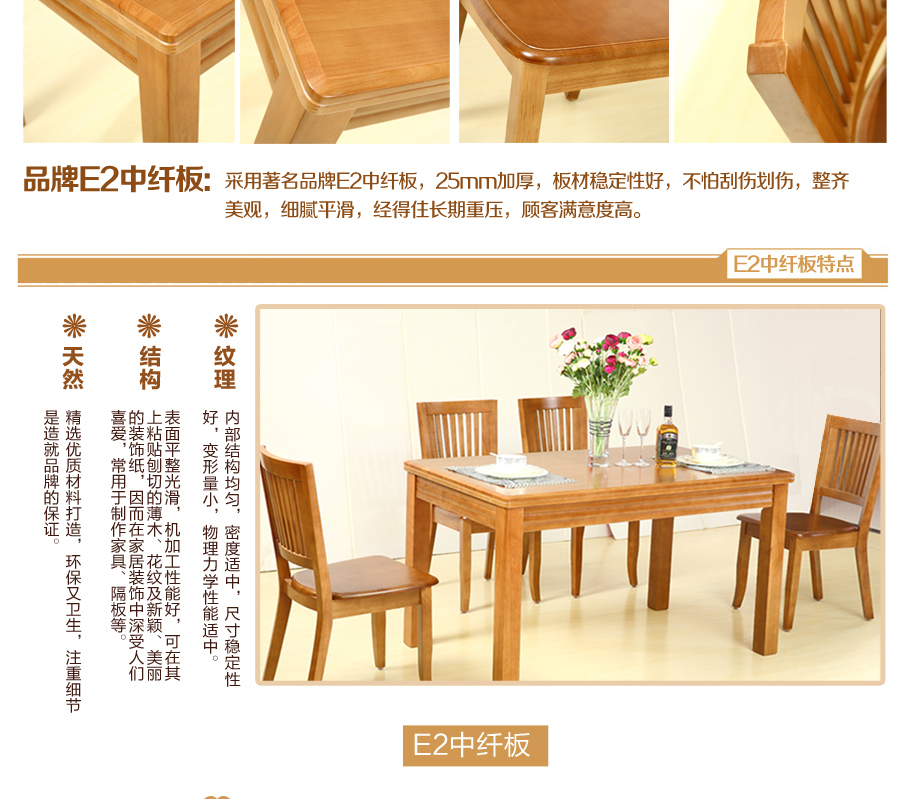 品牌E2中纤板:
采用著名品牌E2中纤板，25mm加厚，板材稳定性好，不怕刮伤划伤，整齐
美观，细腻平滑，经得住长期重压，顾客满意度高。
E2中纤板特点
纹理
内部结构均匀，密度适中，尺寸稳定性
好，变形量小，物理力学性能适中。
结构
表面平整光滑，机加工性能好，可在其
上粘贴刨切的薄木、花纹及新颖、美丽
的装饰纸，因而在家居装饰中深受人们
喜爱，常用于制作家具、隔板等。
天然
精选优质材料打造，环保又卫生，注重细节
是造就品牌的保证。
E2中纤板